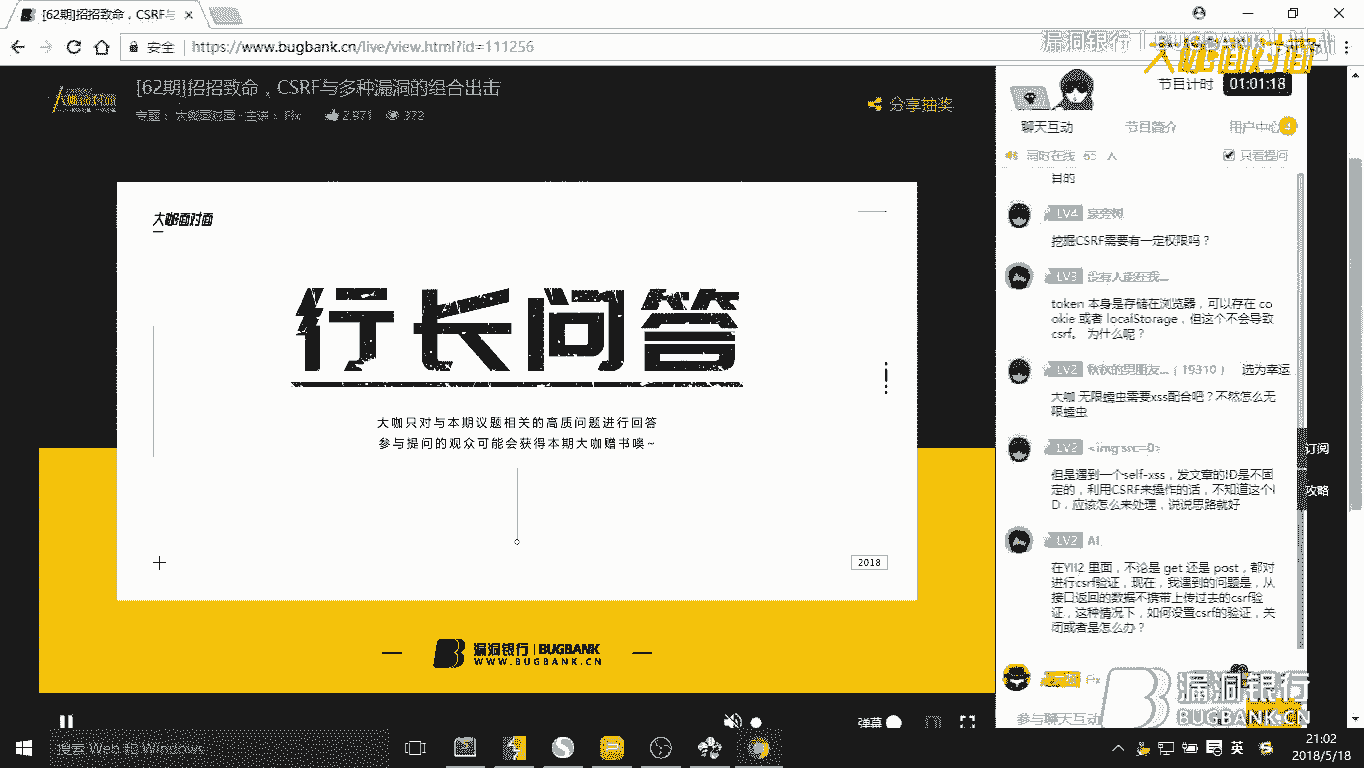 [62期]招招致命，CSRF与
安全 https://www.bugbank.cn/live/view.html?id=111256
漏洞银行 | BUGBANK
大咖面对面
大咖面对面
[62期]招招致命，CSRF与多种漏洞的组合出击
专题：大咖面对面 - 主讲：
分享抽奖
节目计时 01:01:18
聊天互动 节目简介 用户中心
同时在线 人 只看提问
目的
大咖面对面
行长问答
大咖只对与本期议题相关的高质问题进行回答
参与提问的观众可能会获得本期大咖赠书噢~
2018
漏洞银行 | BUGBANK
WWW.BUGBANK.CN
LV4
挖掘CSRF需要有一定权限吗？
LV3
token 本身是存储在浏览器，可以存在 co
okie 或者 localStorage，但这个不会导致
csrf。 为什么呢？
LV2 选为幸运
大咖 无限蠕虫需要xss配合吧？不然怎么无
限蠕虫
LV2 <img src=0>
但是遇到一个self-xss，发文章的ID是不固
定的，利用CSRF来操作的话，不知道这个I
D，应该怎么来处理，说说思路就好
LV2 AI
在YII2 里面，不论是 get 还是 post，都对
进行csrf验证，现在，我遇到的问题是，从
接口返回的数据不携带上传过去的csrf验
证，这种情况下，如何设置csrf的验证，关
闭或者是怎么办？
订阅
攻略
参与聊天互动
漏洞银行
BUGBANK.CN
弹幕
搜索 Web 和 Windows
英
21:02
2018/5/18